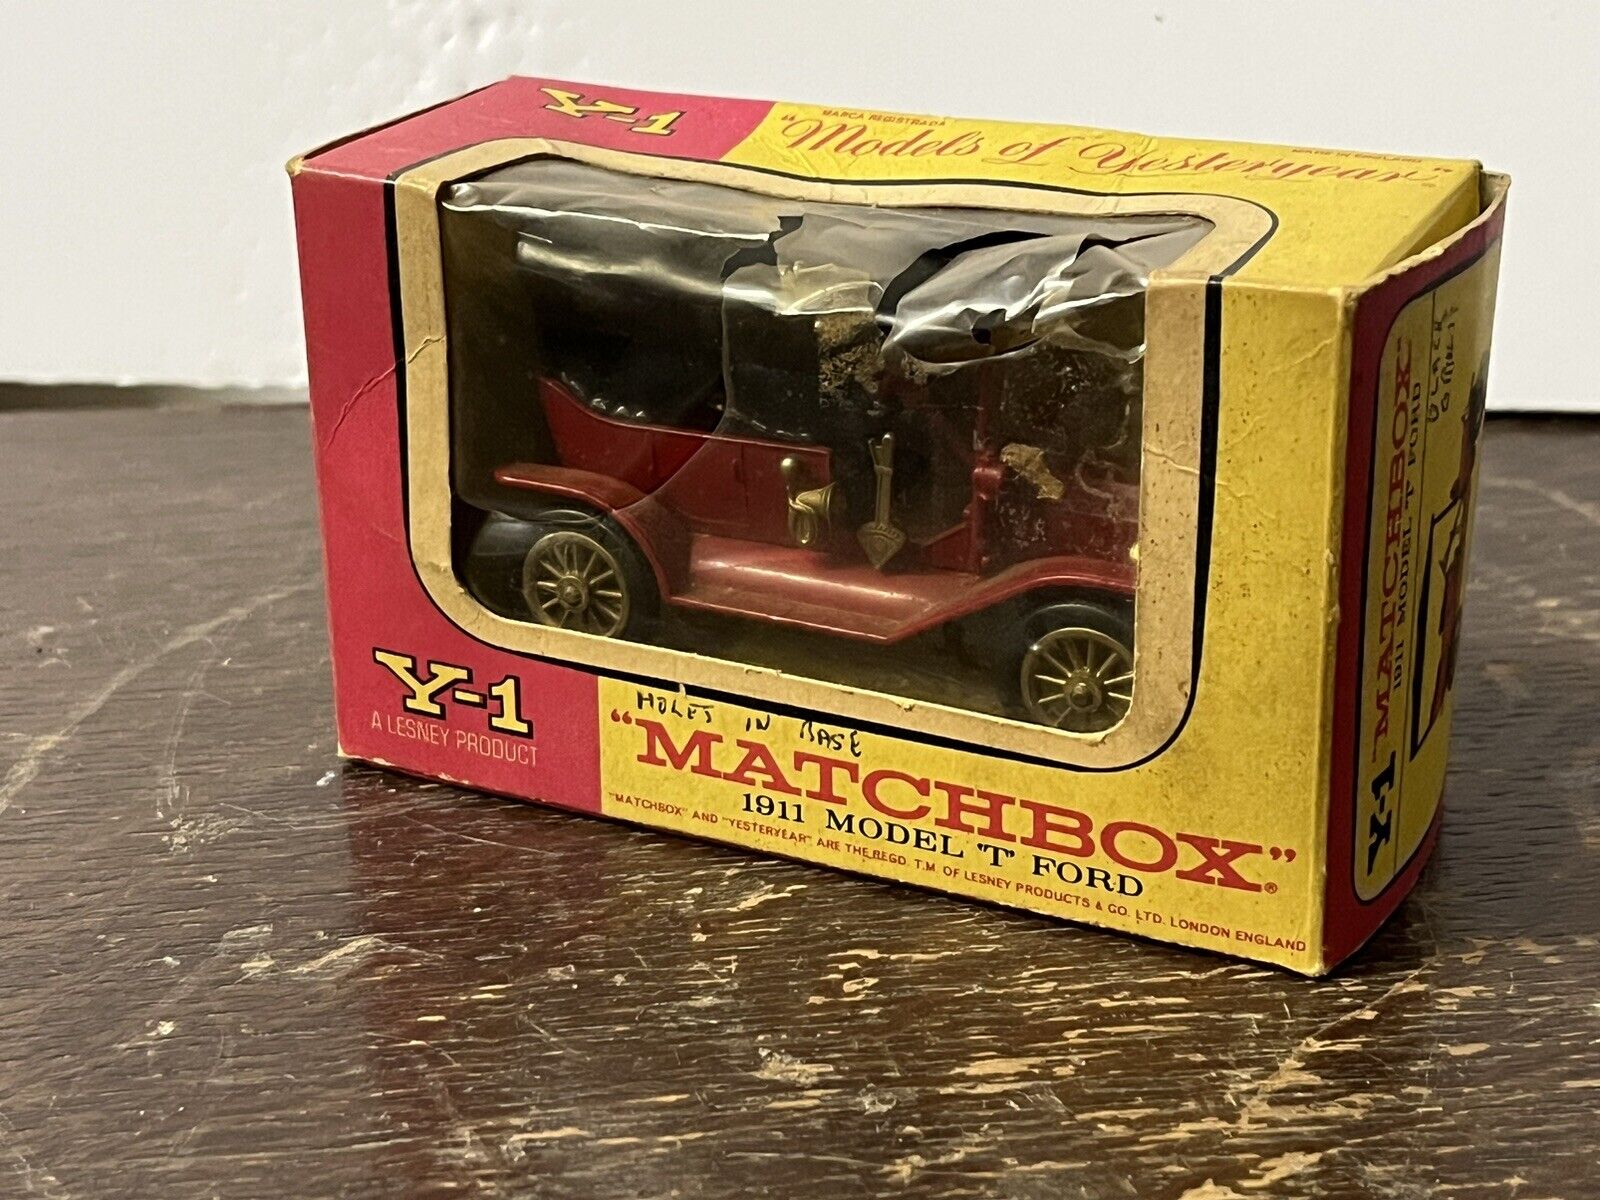 Y-1
MARCA REGISTRADA
"Models of Yesteryear"
MADE IN ENGLAND
Y-1
A LESNEY PRODUCT
HOLES IN BASE
"MATCHBOX"®
1911 MODEL 'T' FORD
"MATCHBOX" AND "YESTERYEAR" ARE THE REGD. T.M. OF LESNEY PRODUCTS & CO. LTD. LONDON ENGLAND
Y-1
"MATCHBOX"
1911 MODEL 'T' FORD
BLACK